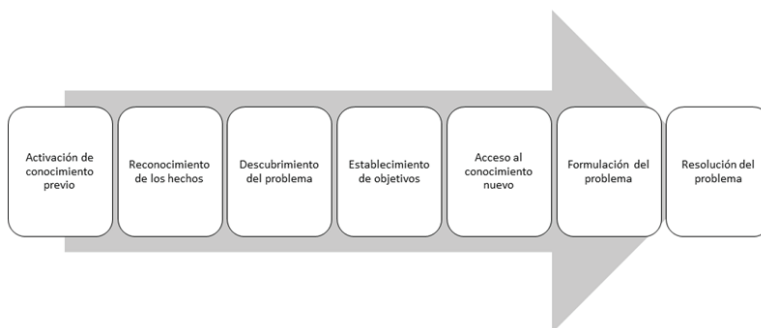 Activación de
conocimiento
previo
Reconocimiento
de los hechos
Descubrimiento
del problema
Establecimiento
de objetivos
Acceso al
conocimiento
nuevo
Formulación del
problema
Resolución del
problema